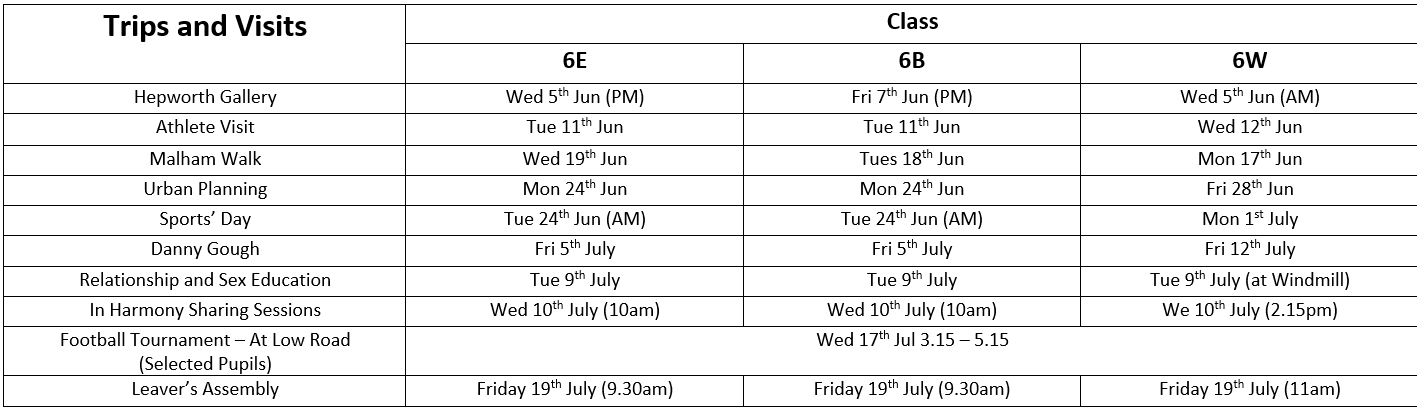 Trips and Visits
Class
6E 6B 6W
Hepworth Gallery Wed 5th Jun (PM) Fri 7th Jun (PM) Wed 5th Jun (AM)
Athlete Visit Tue 11th Jun Tue 11th Jun Wed 12th Jun
Malham Walk Wed 19th Jun Tues 18th Jun Mon 17th Jun
Urban Planning Mon 24th Jun Mon 24th Jun Fri 28th Jun
Sports’ Day Tue 24th Jun (AM) Tue 24th Jun (AM) Mon 1st July
Danny Gough Fri 5th July Fri 5th July Fri 12th July
Relationship and Sex Education Tue 9th July Tue 9th July Tue 9th July (at Windmill)
In Harmony Sharing Sessions Wed 10th July (10am) Wed 10th July (10am) We 10th July (2.15pm)
Football Tournament – At Low Road Wed 17th Jul 3.15 – 5.15
(Selected Pupils)
Leaver’s Assembly Friday 19th July (9.30am) Friday 19th July (9.30am) Friday 19th July (11am)